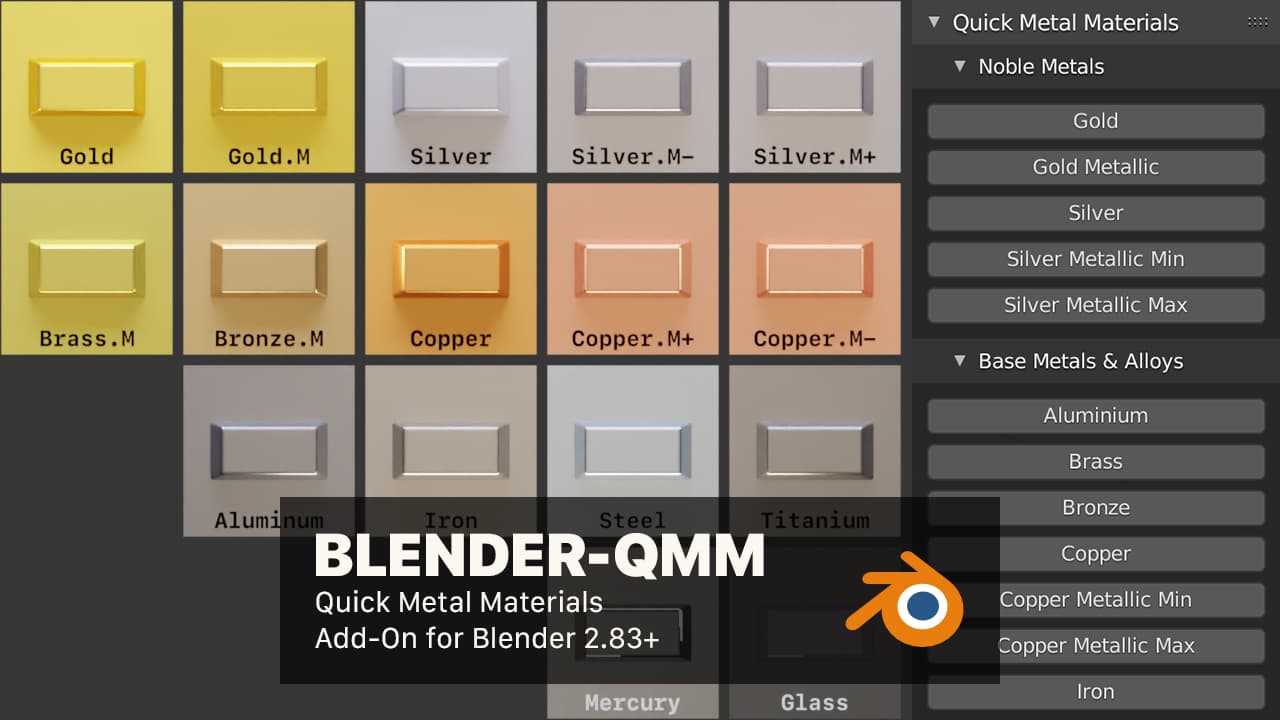 Gold
Gold.M
Silver
Silver.M-
Silver.M+
Brass.M
Bronze.M
Copper
Copper.M+
Copper.M-
Aluminum
Iron
Steel
Titanium
BLENDER-QMM
Quick Metal Materials
Add-On for Blender 2.83+
Mercury
Glass
Quick Metal Materials
Noble Metals
Gold
Gold Metallic
Silver
Silver Metallic Min
Silver Metallic Max
Base Metals & Alloys
Aluminium
Brass
Bronze
Copper
Copper Metallic Min
Copper Metallic Max
Iron